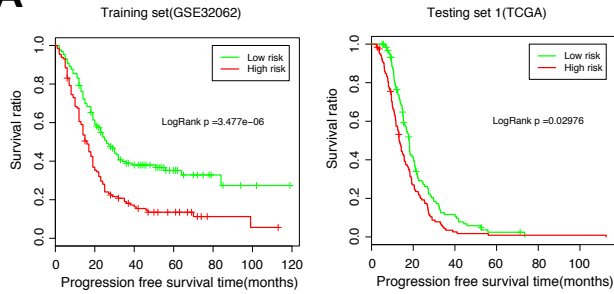 A
Training set(GSE32062)
Survival ratio
1.0
0.8
0.6
0.4
0.2
0.0
Low risk
High risk
LogRank p =3.477e−06
0 20 40 60 80 100 120
Progression free survival time(months)
Testing set 1(TCGA)
Survival ratio
1.0
0.8
0.6
0.4
0.2
0.0
Low risk
High risk
LogRank p =0.02976
0 20 40 60 80 100
Progression free survival time(months)